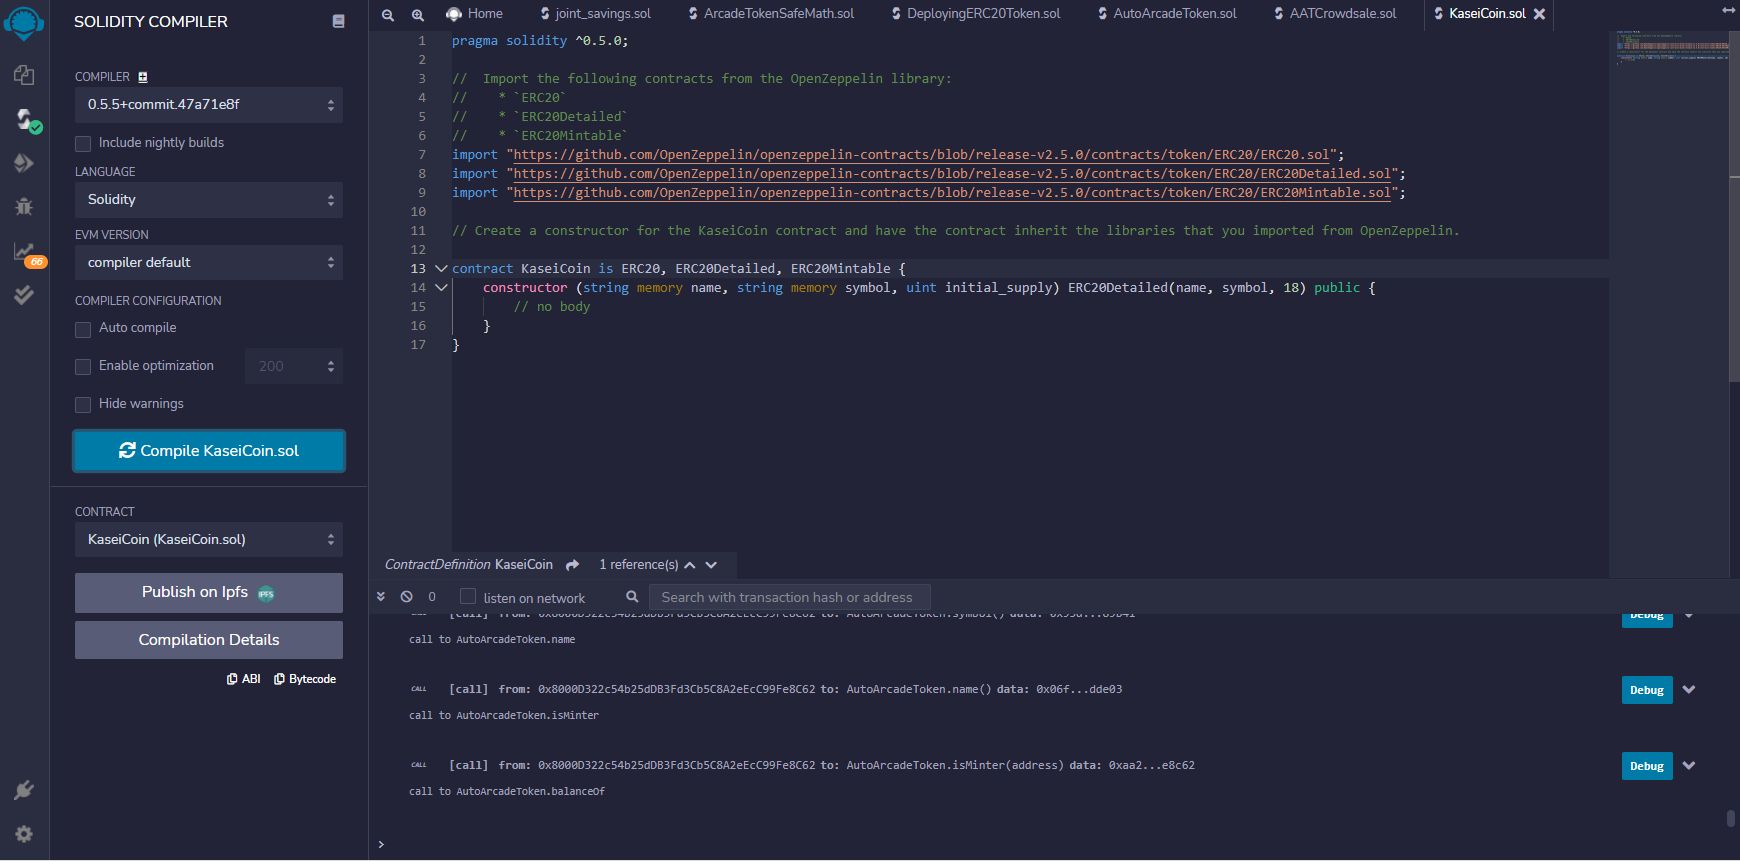 SOLIDITY COMPILER
COMPILER
0.5.5+commit.47a71e8f
Include nightly builds
LANGUAGE
Solidity
EVM VERSION
compiler default
COMPILER CONFIGURATION
Auto compile
Enable optimization 200
Hide warnings
Compile KaseiCoin.sol
CONTRACT
KaseiCoin (KaseiCoin.sol)
Publish on Ipfs IPFS
Compilation Details
ABI Bytecode
66
Home joint_savings.sol ArcadeTokenSafeMath.sol DeployingERC20Token.sol AutoArcadeToken.sol AATCrowdsale.sol KaseiCoin.sol
1 pragma solidity ^0.5.0;
2
3 //  Import the following contracts from the OpenZeppelin library:
4 //    * `ERC20`
5 //    * `ERC20Detailed`
6 //    * `ERC20Mintable`
7 import "https://github.com/OpenZeppelin/openzeppelin-contracts/blob/release-v2.5.0/contracts/token/ERC20/ERC20.sol";
8 import "https://github.com/OpenZeppelin/openzeppelin-contracts/blob/release-v2.5.0/contracts/token/ERC20/ERC20Detailed.sol";
9 import "https://github.com/OpenZeppelin/openzeppelin-contracts/blob/release-v2.5.0/contracts/token/ERC20/ERC20Mintable.sol";
10
11 // Create a constructor for the KaseiCoin contract and have the contract inherit the libraries that you imported from OpenZeppelin.
12
13 contract KaseiCoin is ERC20, ERC20Detailed, ERC20Mintable {
14     constructor (string memory name, string memory symbol, uint initial_supply) ERC20Detailed(name, symbol, 18) public {
15         // no body
16     }
17 }
ContractDefinition KaseiCoin 1 reference(s)
0 listen on network Search with transaction hash or address
[call] from: 0x8000D322c54b25dDB3Fd3Cb5C8A2eEcC99Fe8C62 to: AutoArcadeToken.symbol() data: Debug
call to AutoArcadeToken.name
CALL [call] from: 0x8000D322c54b25dDB3Fd3Cb5C8A2eEcC99Fe8C62 to: AutoArcadeToken.name() data: 0x06f...dde03 Debug
call to AutoArcadeToken.isMinter
CALL [call] from: 0x8000D322c54b25dDB3Fd3Cb5C8A2eEcC99Fe8C62 to: AutoArcadeToken.isMinter(address) data: 0xaa2...e8c62 Debug
call to AutoArcadeToken.balanceOf
>